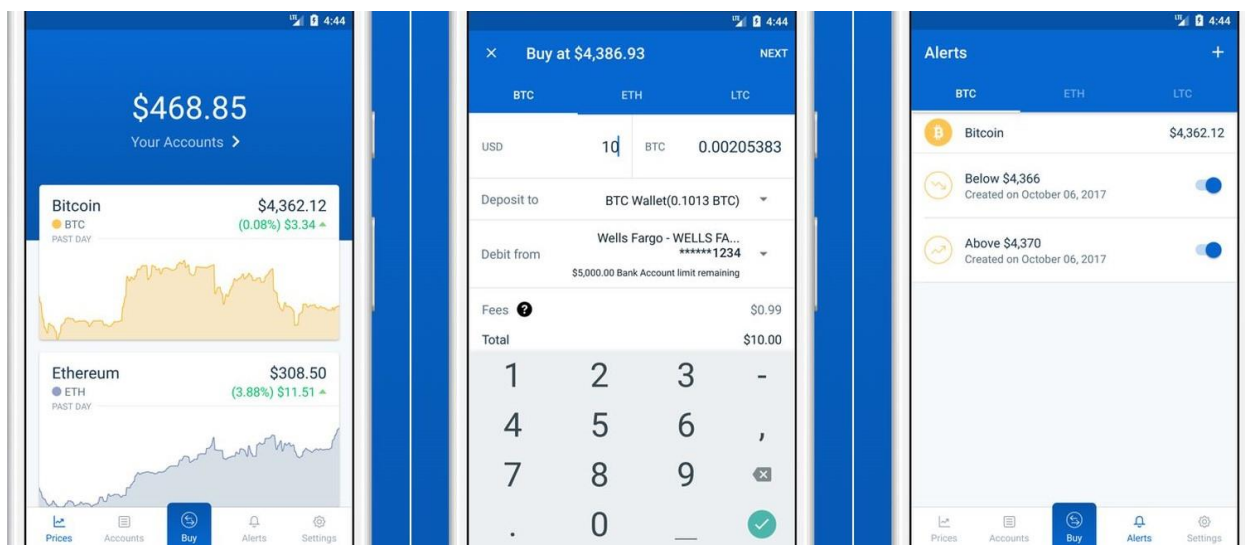 LTE 4:44
$468.85
Your Accounts
Bitcoin $4,362.12
BTC (0.08%) $3.34
PAST DAY
Ethereum $308.50
ETH (3.88%) $11.51
PAST DAY
Prices Accounts Buy Alerts Settings
LTE 4:44
× Buy at $4,386.93 NEXT
BTC ETH LTC
USD 10 BTC 0.00205383
Deposit to BTC Wallet(0.1013 BTC)
Wells Fargo - WELLS FA...
Debit from ******1234
$5,000.00 Bank Account limit remaining
Fees ? $0.99
Total $10.00
1 2 3 -
4 5 6 ,
7 8 9
. 0 _
LTE 4:44
Alerts +
BTC ETH LTC
Bitcoin $4,362.12
Below $4,366
Created on October 06, 2017
Above $4,370
Created on October 06, 2017
Prices Accounts Buy Alerts Settings